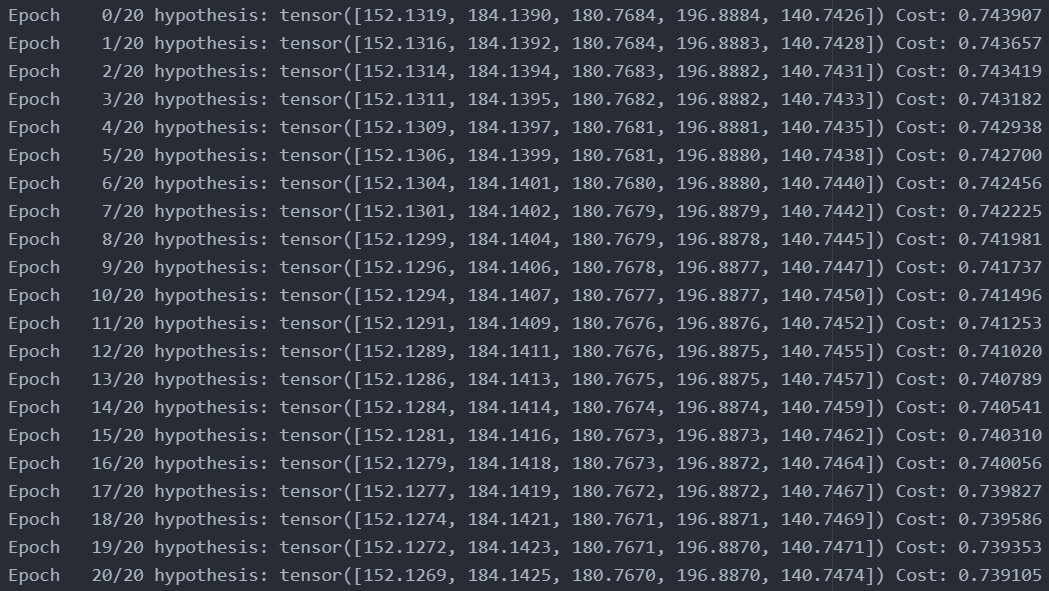 Epoch    0/20 hypothesis: tensor([152.1319, 184.1390, 180.7684, 196.8884, 140.7426]) Cost: 0.743907
Epoch    1/20 hypothesis: tensor([152.1316, 184.1392, 180.7684, 196.8883, 140.7428]) Cost: 0.743657
Epoch    2/20 hypothesis: tensor([152.1314, 184.1394, 180.7683, 196.8882, 140.7431]) Cost: 0.743419
Epoch    3/20 hypothesis: tensor([152.1311, 184.1395, 180.7682, 196.8882, 140.7433]) Cost: 0.743182
Epoch    4/20 hypothesis: tensor([152.1309, 184.1397, 180.7681, 196.8881, 140.7435]) Cost: 0.742938
Epoch    5/20 hypothesis: tensor([152.1306, 184.1399, 180.7681, 196.8880, 140.7438]) Cost: 0.742700
Epoch    6/20 hypothesis: tensor([152.1304, 184.1401, 180.7680, 196.8880, 140.7440]) Cost: 0.742456
Epoch    7/20 hypothesis: tensor([152.1301, 184.1402, 180.7679, 196.8879, 140.7442]) Cost: 0.742225
Epoch    8/20 hypothesis: tensor([152.1299, 184.1404, 180.7679, 196.8878, 140.7445]) Cost: 0.741981
Epoch    9/20 hypothesis: tensor([152.1296, 184.1406, 180.7678, 196.8877, 140.7447]) Cost: 0.741737
Epoch   10/20 hypothesis: tensor([152.1294, 184.1407, 180.7677, 196.8877, 140.7450]) Cost: 0.741496
Epoch   11/20 hypothesis: tensor([152.1291, 184.1409, 180.7676, 196.8876, 140.7452]) Cost: 0.741253
Epoch   12/20 hypothesis: tensor([152.1289, 184.1411, 180.7676, 196.8875, 140.7455]) Cost: 0.741020
Epoch   13/20 hypothesis: tensor([152.1286, 184.1413, 180.7675, 196.8875, 140.7457]) Cost: 0.740789
Epoch   14/20 hypothesis: tensor([152.1284, 184.1414, 180.7674, 196.8874, 140.7459]) Cost: 0.740541
Epoch   15/20 hypothesis: tensor([152.1281, 184.1416, 180.7673, 196.8873, 140.7462]) Cost: 0.740310
Epoch   16/20 hypothesis: tensor([152.1279, 184.1418, 180.7673, 196.8872, 140.7464]) Cost: 0.740056
Epoch   17/20 hypothesis: tensor([152.1277, 184.1419, 180.7672, 196.8872, 140.7467]) Cost: 0.739827
Epoch   18/20 hypothesis: tensor([152.1274, 184.1421, 180.7671, 196.8871, 140.7469]) Cost: 0.739586
Epoch   19/20 hypothesis: tensor([152.1272, 184.1423, 180.7671, 196.8870, 140.7471]) Cost: 0.739353
Epoch   20/20 hypothesis: tensor([152.1269, 184.1425, 180.7670, 196.8870, 140.7474]) Cost: 0.739105